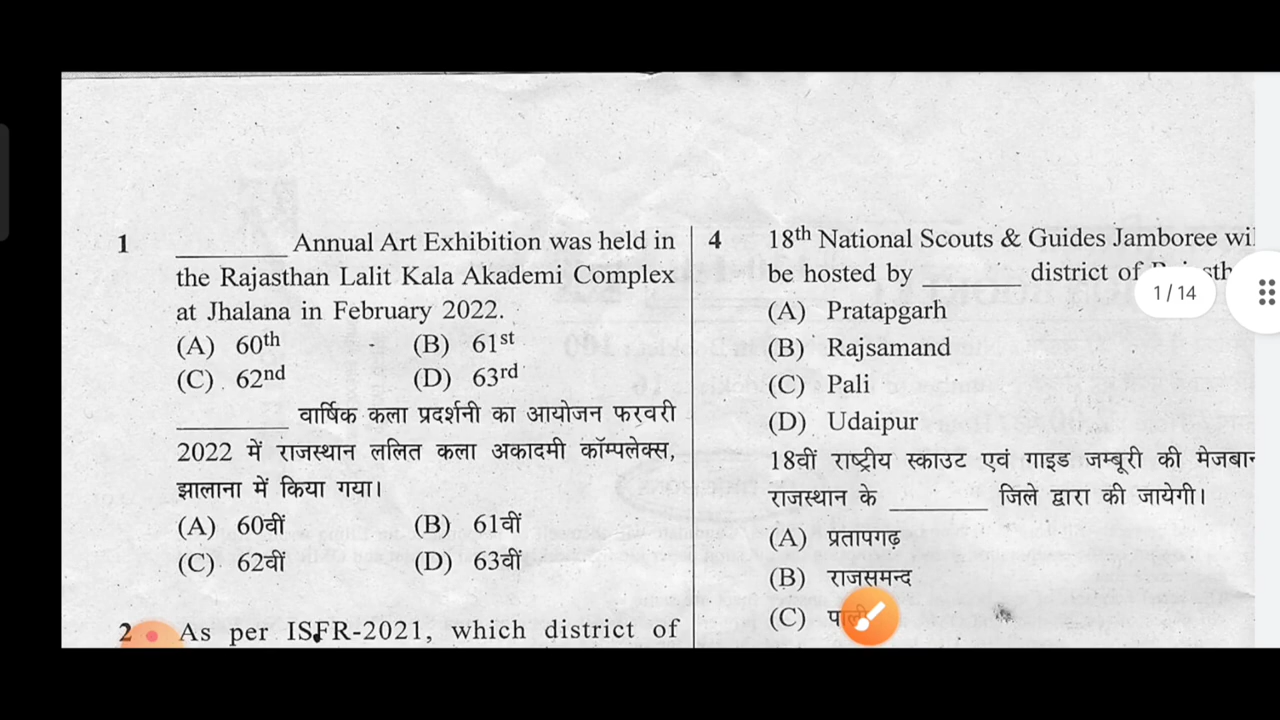 1 ________ Annual Art Exhibition was held in
the Rajasthan Lalit Kala Akademi Complex
at Jhalana in February 2022.
(A) 60th (B) 61st
(C) 62nd (D) 63rd
________ वार्षिक कला प्रदर्शनी का आयोजन फरवरी
2022 में राजस्थान ललित कला अकादमी कॉम्पलेक्स,
झालाना में किया गया।
(A) 60वीं (B) 61वीं
(C) 62वीं (D) 63वीं
2 As per ISFR-2021, which district of
4 18th National Scouts & Guides Jamboree wil
be hosted by ________ district of
(A) Pratapgarh
(B) Rajsamand
(C) Pali
(D) Udaipur
18वीं राष्ट्रीय स्काउट एवं गाइड जम्बूरी की
राजस्थान के ________ जिले द्वारा की जायेगी।
(A) प्रतापगढ़
(B) राजसमन्द
(C)
1/14